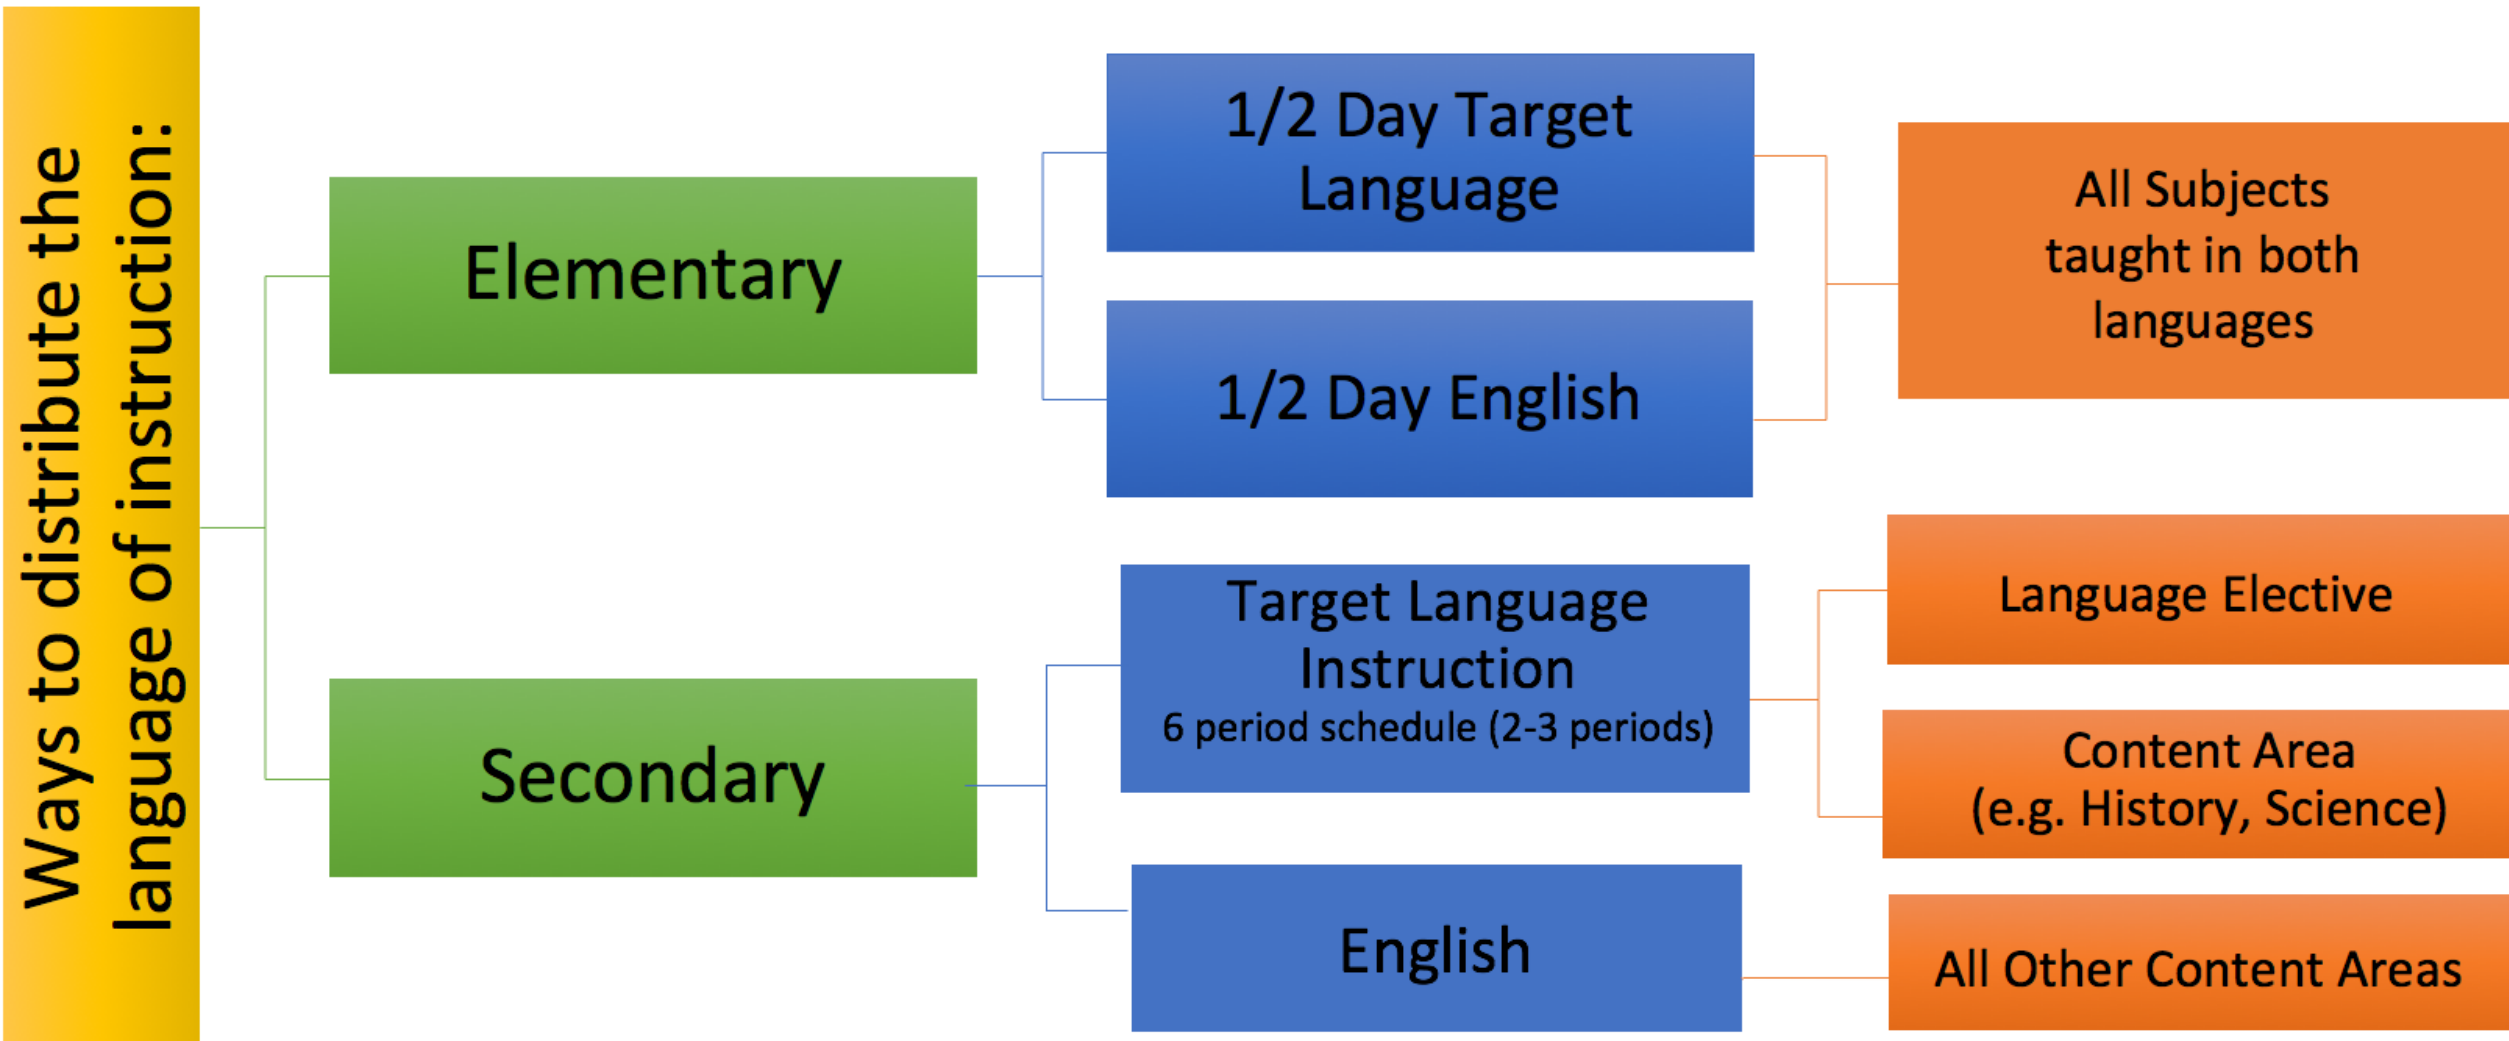 Ways to distribute the
language of instruction:
Elementary
1/2 Day Target
Language
1/2 Day English
All Subjects
taught in both
languages
Secondary
Target Language
Instruction
6 period schedule (2-3 periods)
Language Elective
Content Area
(e.g. History, Science)
English
All Other Content Areas